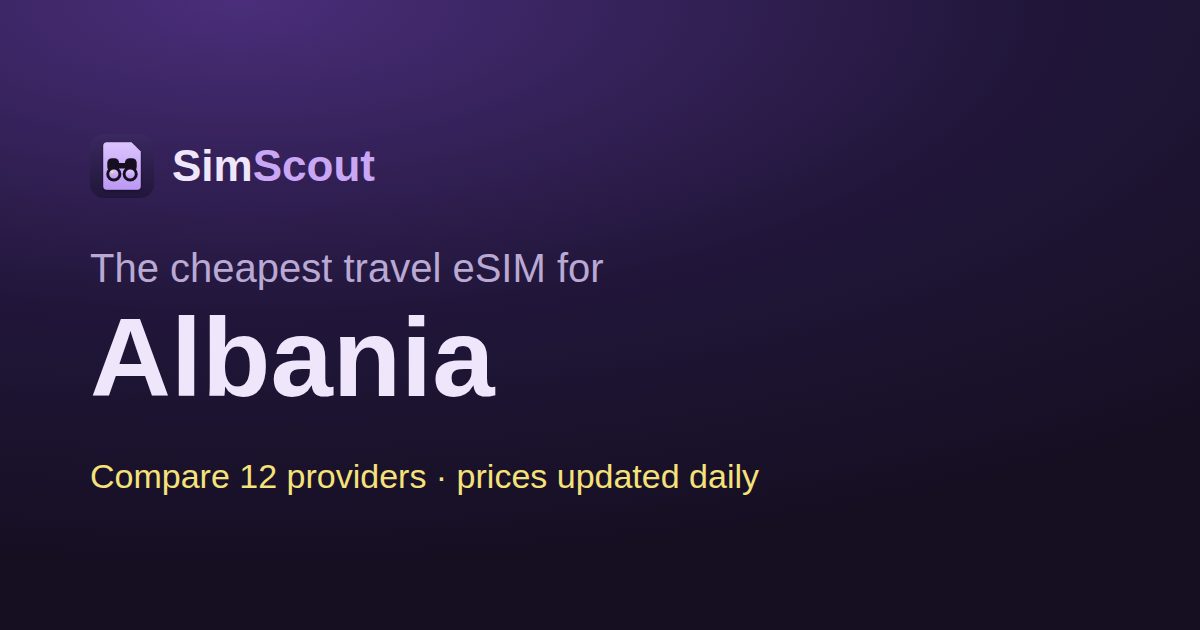 SimScout
The cheapest travel eSIM for
Albania
Compare 12 providers · prices updated daily